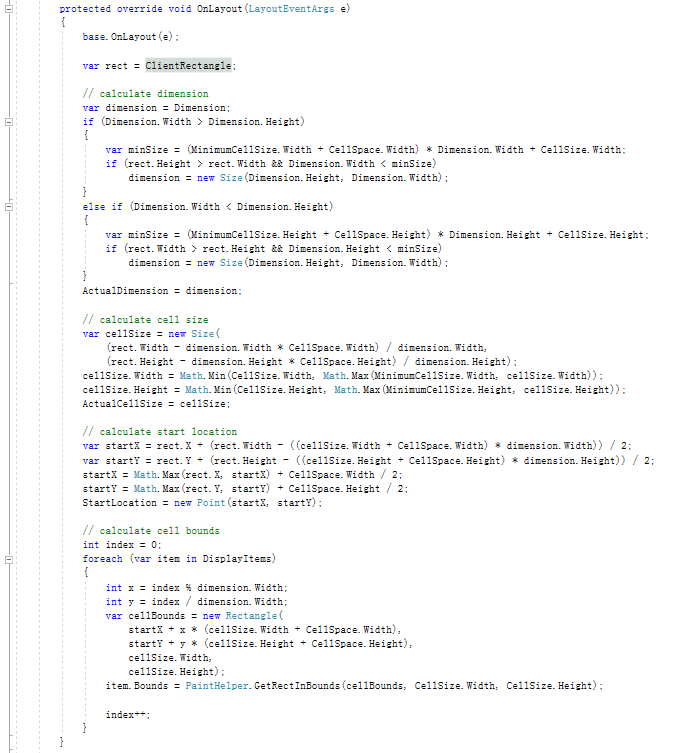 protected override void OnLayout(LayoutEventArgs e)
{
base.OnLayout(e);
var rect = ClientRectangle;
// calculate dimension
var dimension = Dimension;
if (Dimension.Width > Dimension.Height)
{
var minSize = (MinimumCellSize.Width + CellSpace.Width) * Dimension.Width + CellSize.Width;
if (rect.Height > rect.Width && Dimension.Width < minSize)
dimension = new Size(Dimension.Height, Dimension.Width);
}
else if (Dimension.Width < Dimension.Height)
{
var minSize = (MinimumCellSize.Height + CellSpace.Height) * Dimension.Height + CellSize.Height;
if (rect.Width > rect.Height && Dimension.Height < minSize)
dimension = new Size(Dimension.Height, Dimension.Width);
}
ActualDimension = dimension;
// calculate cell size
var cellSize = new Size(
(rect.Width - dimension.Width * CellSpace.Width) / dimension.Width,
(rect.Height - dimension.Height * CellSpace.Height) / dimension.Height);
cellSize.Width = Math.Min(CellSize.Width, Math.Max(MinimumCellSize.Width, cellSize.Width));
cellSize.Height = Math.Min(CellSize.Height, Math.Max(MinimumCellSize.Height, cellSize.Height));
ActualCellSize = cellSize;
// calculate start location
var startX = rect.X + (rect.Width - ((cellSize.Width + CellSpace.Width) * dimension.Width)) / 2;
var startY = rect.Y + (rect.Height - ((cellSize.Height + CellSpace.Height) * dimension.Height)) / 2;
startX = Math.Max(rect.X, startX) + CellSpace.Width / 2;
startY = Math.Max(rect.Y, startY) + CellSpace.Height / 2;
StartLocation = new Point(startX, startY);
// calculate cell bounds
int index = 0;
foreach (var item in DisplayItems)
{
int x = index % dimension.Width;
int y = index / dimension.Width;
var cellBounds = new Rectangle(
startX + x * (cellSize.Width + CellSpace.Width),
startY + y * (cellSize.Height + CellSpace.Height),
cellSize.Width,
cellSize.Height);
item.Bounds = PaintHelper.GetRectInBounds(cellBounds, CellSize.Width, CellSize.Height);
index++;
}
}